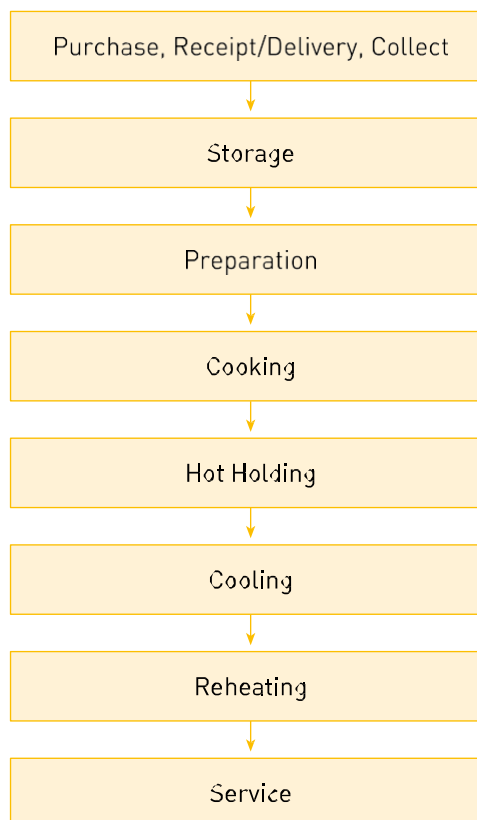 Purchase, Receipt/Delivery, Collect
Storage
Preparation
Cooking
Hot Holding
Cooling
Reheating
Service